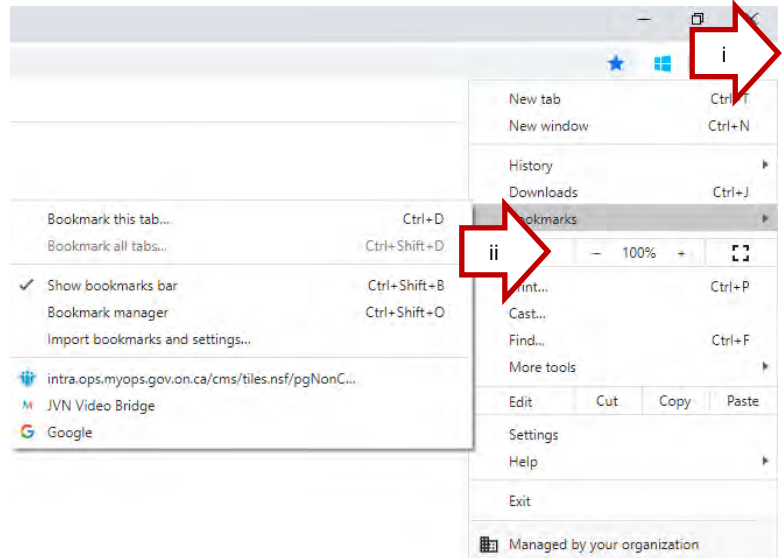 i
New tab Ctrl+T
New window Ctrl+N
History
Downloads Ctrl+J
Bookmark this tab... Ctrl+D
ookmarks
Bookmark all tabs... Ctrl+Shift+D
ii
– 100% +
Show bookmarks bar Ctrl+Shift+B
rint... Ctrl+P
Bookmark manager Ctrl+Shift+O
Cast...
Import bookmarks and settings...
Find... Ctrl+F
More tools
intra.ops.myops.gov.on.ca/cms/tiles.nsf/pgNonC...
JVN Video Bridge
Edit Cut Copy Paste
Google
Settings
Help
Exit
Managed by your organization